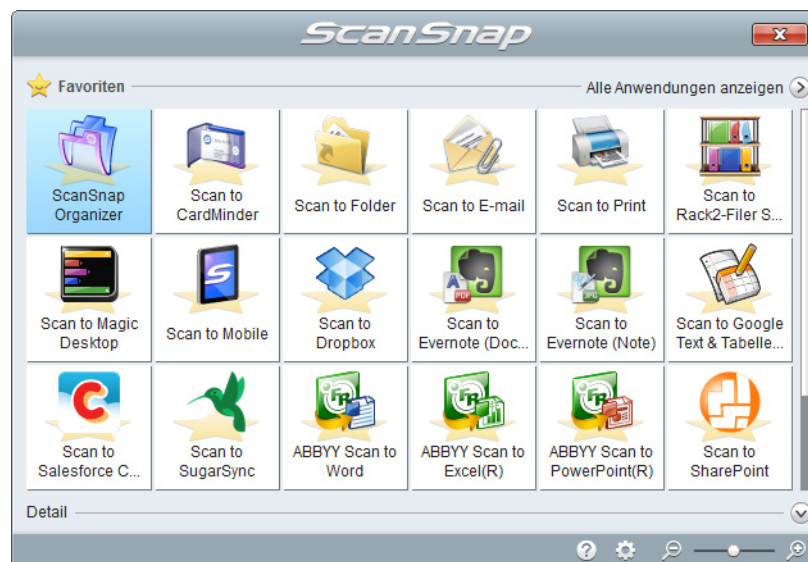 ScanSnap
Favoriten
Alle Anwendungen anzeigen
ScanSnap
Organizer
Scan to
CardMinder
Scan to Folder
Scan to E-mail
Scan to Print
Scan to
Rack2-Filer S...
Scan to Magic
Desktop
Scan to Mobile
Scan to
Dropbox
Scan to
Evernote (Doc...
Scan to
Evernote (Note)
Scan to Google
Text & Tabelle...
Scan to
Salesforce C...
Scan to
SugarSync
ABBYY Scan to
Word
ABBYY Scan to
Excel(R)
ABBYY Scan to
PowerPoint(R)
Scan to
SharePoint
Detail